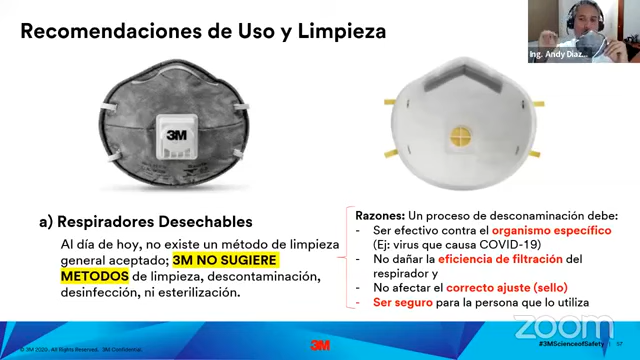 Recomendaciones de Uso y Limpieza
Ing. Andy Diaz...
3M
a) Respiradores Desechables
Al día de hoy, no existe un método de limpieza
general aceptado; 3M NO SUGIERE
METODOS de limpieza, descontaminación,
desinfección, ni esterilización.
Razones: Un proceso de desconaminación debe:
- Ser efectivo contra el organismo específico
(Ej: virus que causa COVID-19)
- No dañar la eficiencia de filtración del
respirador y
- No afectar el correcto ajuste (sello)
- Ser seguro para la persona que lo utiliza
zoom
© 3M 2020. All Rights Reserved. 3M Confidential.
3M
#3MScienceofSafety | 57